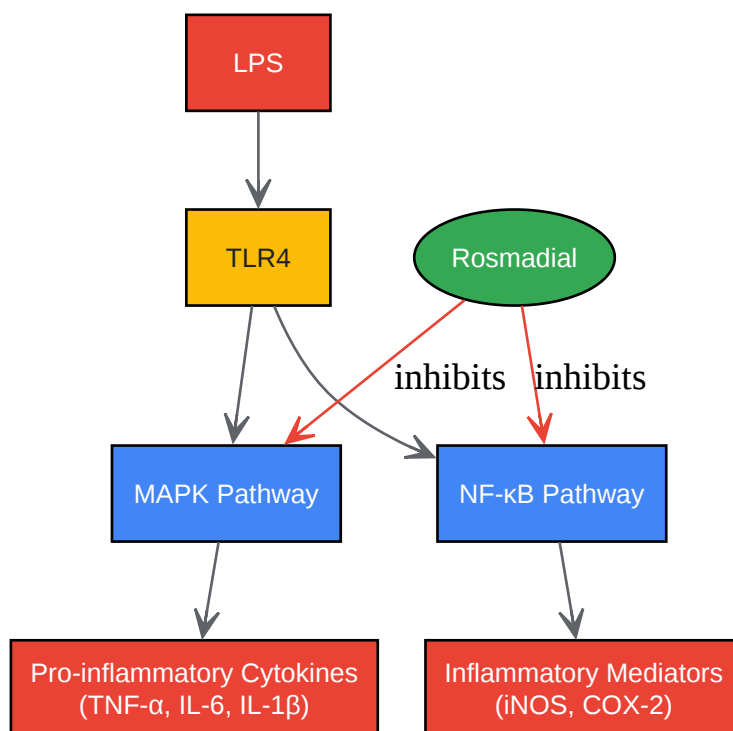 LPS
TLR4
Rosmadial
inhibits
inhibits
MAPK Pathway
NF-κB Pathway
Pro-inflammatory Cytokines
(TNF-α, IL-6, IL-1β)
Inflammatory Mediators
(iNOS, COX-2)